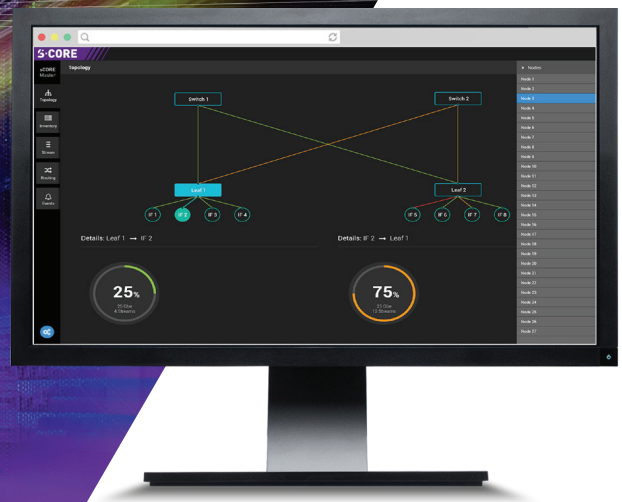 S·CORE
sCORE
Monitor
Topology
Nodes
Topology
Inventory
Stream
Routing
Events
Switch 1
Switch 2
Leaf 1
Leaf 2
IF 1
IF 2
IF 3
IF 4
IF 5
IF 6
IF 7
IF 8
Details: Leaf 1 → IF 2
Details: IF 2 → Leaf 1
25%
4 Streams
75%
12 Streams
Node 1
Node 2
Node 3
Node 4
Node 5
Node 6
Node 7
Node 8
Node 9
Node 10
Node 11
Node 12
Node 13
Node 14
Node 15
Node 16
Node 17
Node 18
Node 19
Node 20
Node 21
Node 22
Node 23
Node 24
Node 25
Node 26
Node 27